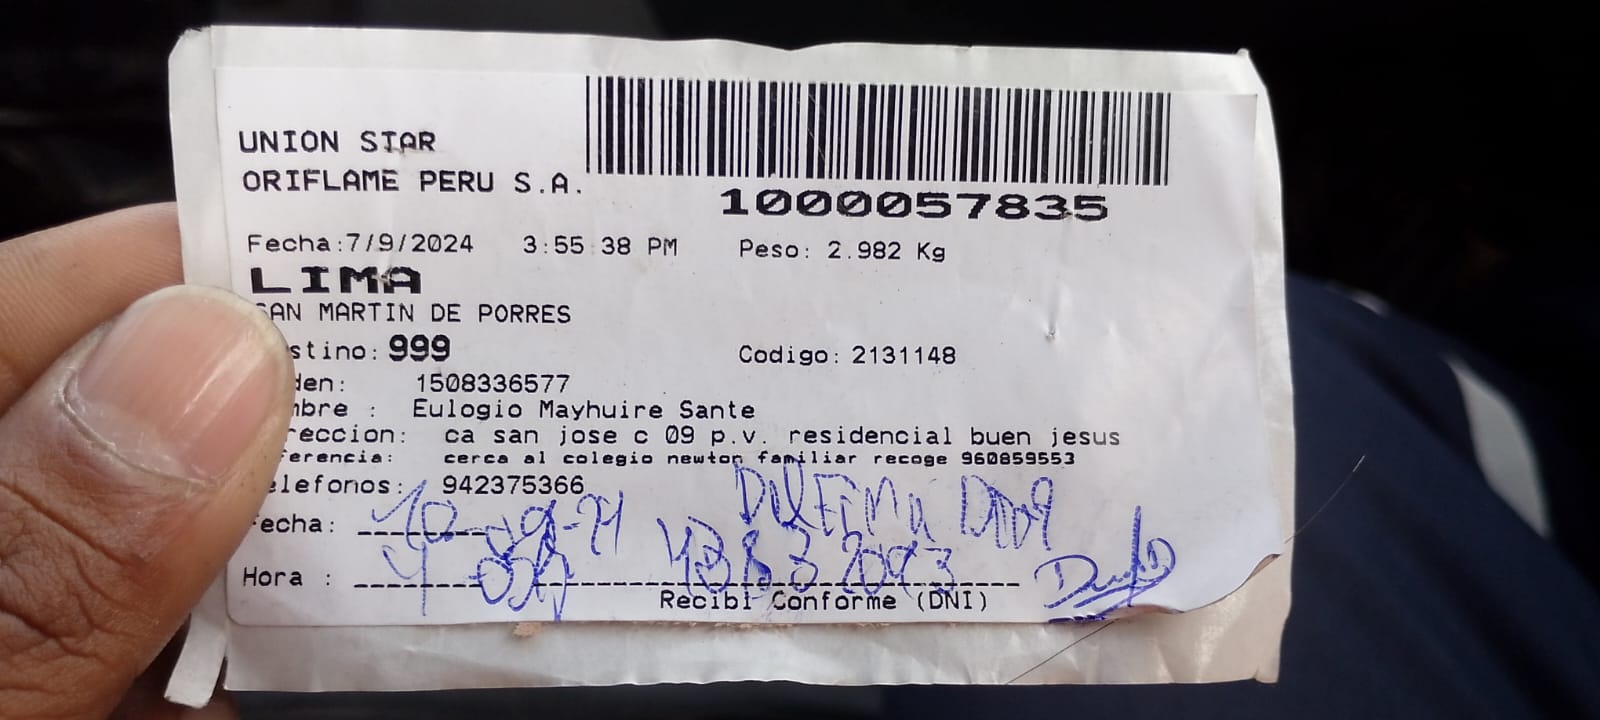 UNION STAR
ORIFLAME PERU S.A.
1000057835
Fecha:7/9/2024 3:55:38 PM Peso: 2.982 Kg
LIMA
SAN MARTIN DE PORRES
stino: 999 Codigo: 2131148
den: 1508336577
mbre : Eulogio Mayhuire Sante
reccion: ca san jose c 09 p.v. residencial buen jesus
ferencia: cerca al colegio newton familiar recoge 960859553
elefonos: 942375366
Fecha:
Hora :
Recibi Conforme (DNI)